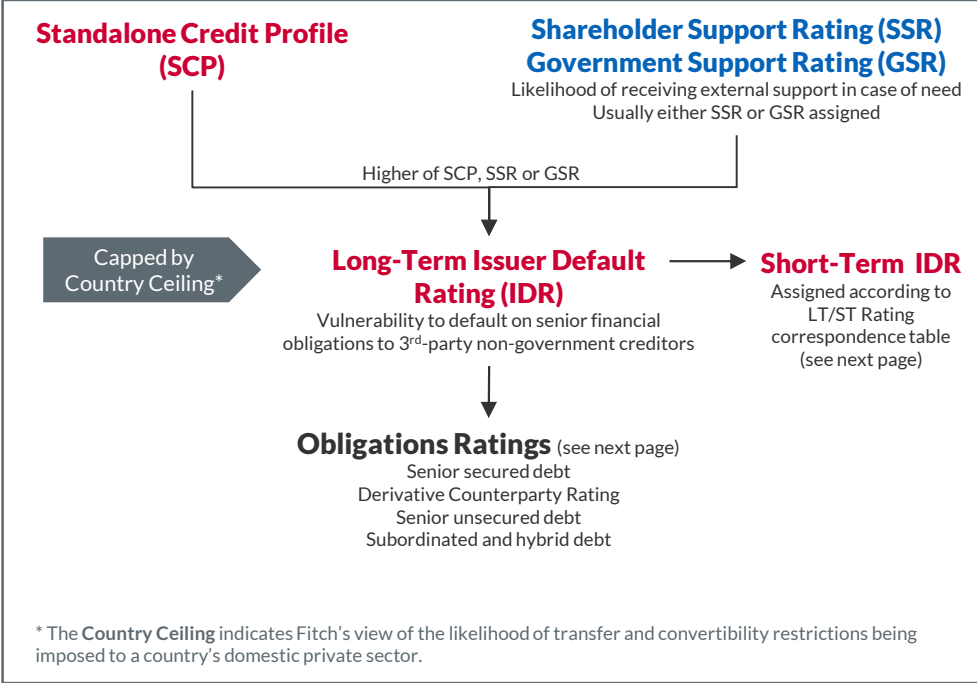 Standalone Credit Profile
(SCP)
Shareholder Support Rating (SSR)
Government Support Rating (GSR)
Likelihood of receiving external support in case of need
Usually either SSR or GSR assigned
Higher of SCP, SSR or GSR
Capped by
Country Ceiling*
Long-Term Issuer Default
Rating (IDR)
Vulnerability to default on senior financial
obligations to 3rd-party non-government creditors
Short-Term IDR
Assigned according to
LT/ST Rating
correspondence table
(see next page)
Obligations Ratings (see next page)
Senior secured debt
Derivative Counterparty Rating
Senior unsecured debt
Subordinated and hybrid debt
* The Country Ceiling indicates Fitch's view of the likelihood of transfer and convertibility restrictions being
imposed to a country's domestic private sector.